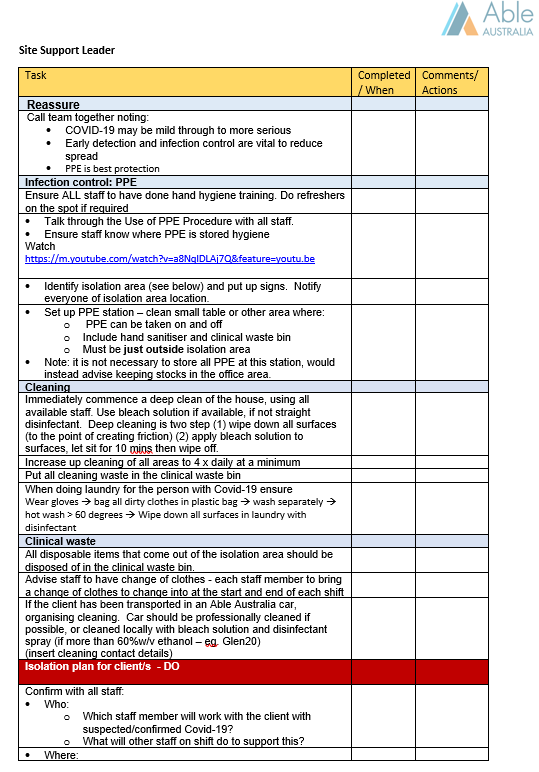 Able
AUSTRALIA
Site Support Leader
Task
Completed / When
Comments/ Actions
Reassure
Call team together noting:
• COVID-19 may be mild through to more serious
• Early detection and infection control are vital to reduce
spread
• PPE is best protection
Infection control: PPE
Ensure ALL staff to have done hand hygiene training. Do refreshers
on the spot if required
• Talk through the Use of PPE Procedure with all staff.
• Ensure staff know where PPE is stored hygiene
Watch
https://m.youtube.com/watch?v=a8NqIDLAj7Q&feature=youtu.be
• Identify isolation area (see below) and put up signs. Notify
everyone of isolation area location.
• Set up PPE station – clean small table or other area where:
o PPE can be taken on and off
o Include hand sanitiser and clinical waste bin
o Must be just outside isolation area
• Note: it is not necessary to store all PPE at this station, would
instead advise keeping stocks in the office area.
Cleaning
Immediately commence a deep clean of the house, using all
available staff. Use bleach solution if available, if not straight
disinfectant. Deep cleaning is two step (1) wipe down all surfaces
(to the point of creating friction) (2) apply bleach solution to
surfaces, let sit for 10 mins then wipe off.
Increase up cleaning of all areas to 4 x daily at a minimum
Put all cleaning waste in the clinical waste bin
When doing laundry for the person with Covid-19 ensure
Wear gloves → bag all dirty clothes in plastic bag → wash separately →
hot wash > 60 degrees → Wipe down all surfaces in laundry with
disinfectant
Clinical waste
All disposable items that come out of the isolation area should be
disposed of in the clinical waste bin.
Advise staff to have change of clothes - each staff member to bring
a change of clothes to change into at the start and end of each shift
If the client has been transported in an Able Australia car,
organising cleaning. Car should be professionally cleaned if
possible, or cleaned locally with bleach solution and disinfectant
spray (if more than 60%w/v ethanol – eg. Glen20)
(insert cleaning contact details)
Isolation plan for client/s - DO
Confirm with all staff:
• Who:
o Which staff member will work with the client with
suspected/confirmed Covid-19?
o What will other staff on shift do to support this?
• Where: